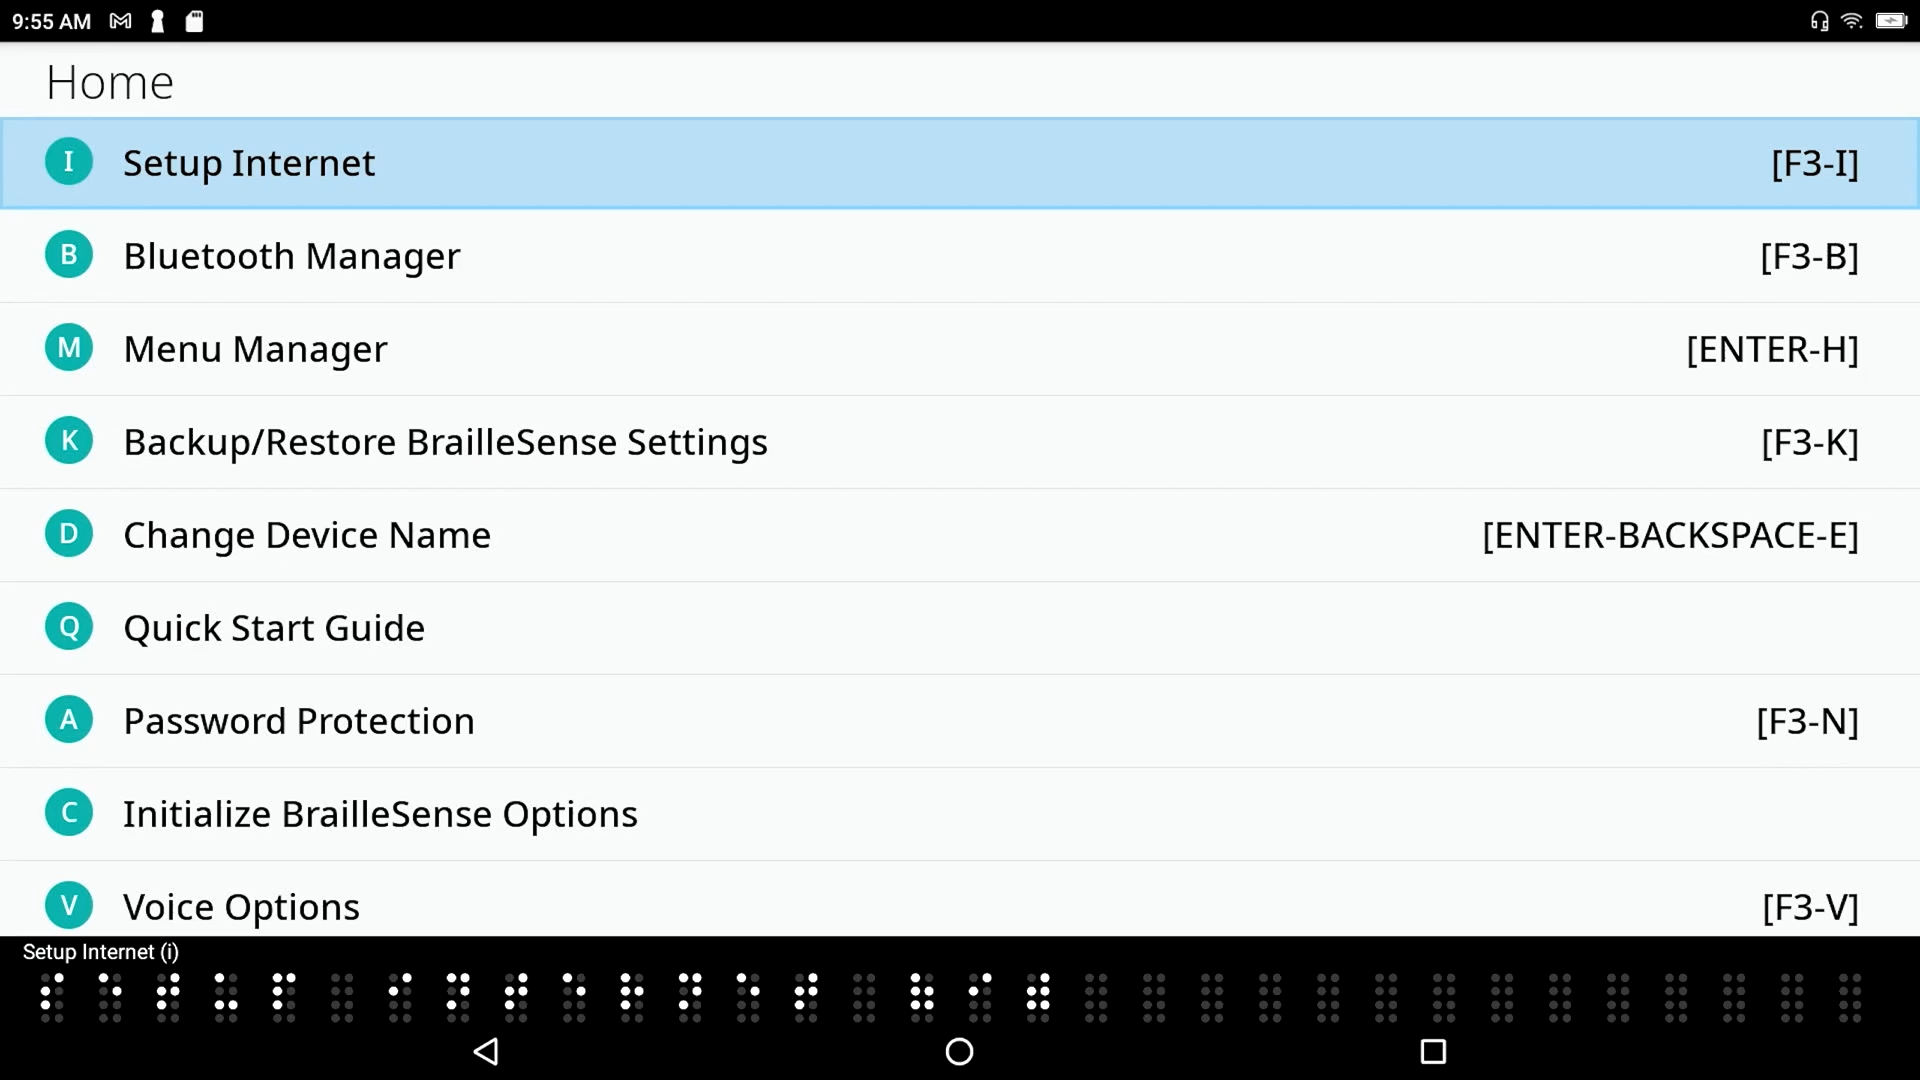 9:55 AM
Home
I Setup Internet [F3-I]
B Bluetooth Manager [F3-B]
M Menu Manager [ENTER-H]
K Backup/Restore BrailleSense Settings [F3-K]
D Change Device Name [ENTER-BACKSPACE-E]
Q Quick Start Guide
A Password Protection [F3-N]
C Initialize BrailleSense Options
V Voice Options [F3-V]
Setup Internet (i)
⠎⠑⠞⠥⠏ ⠊⠝⠞⠑⠗⠝⠑⠞ ⠷⠊⠾